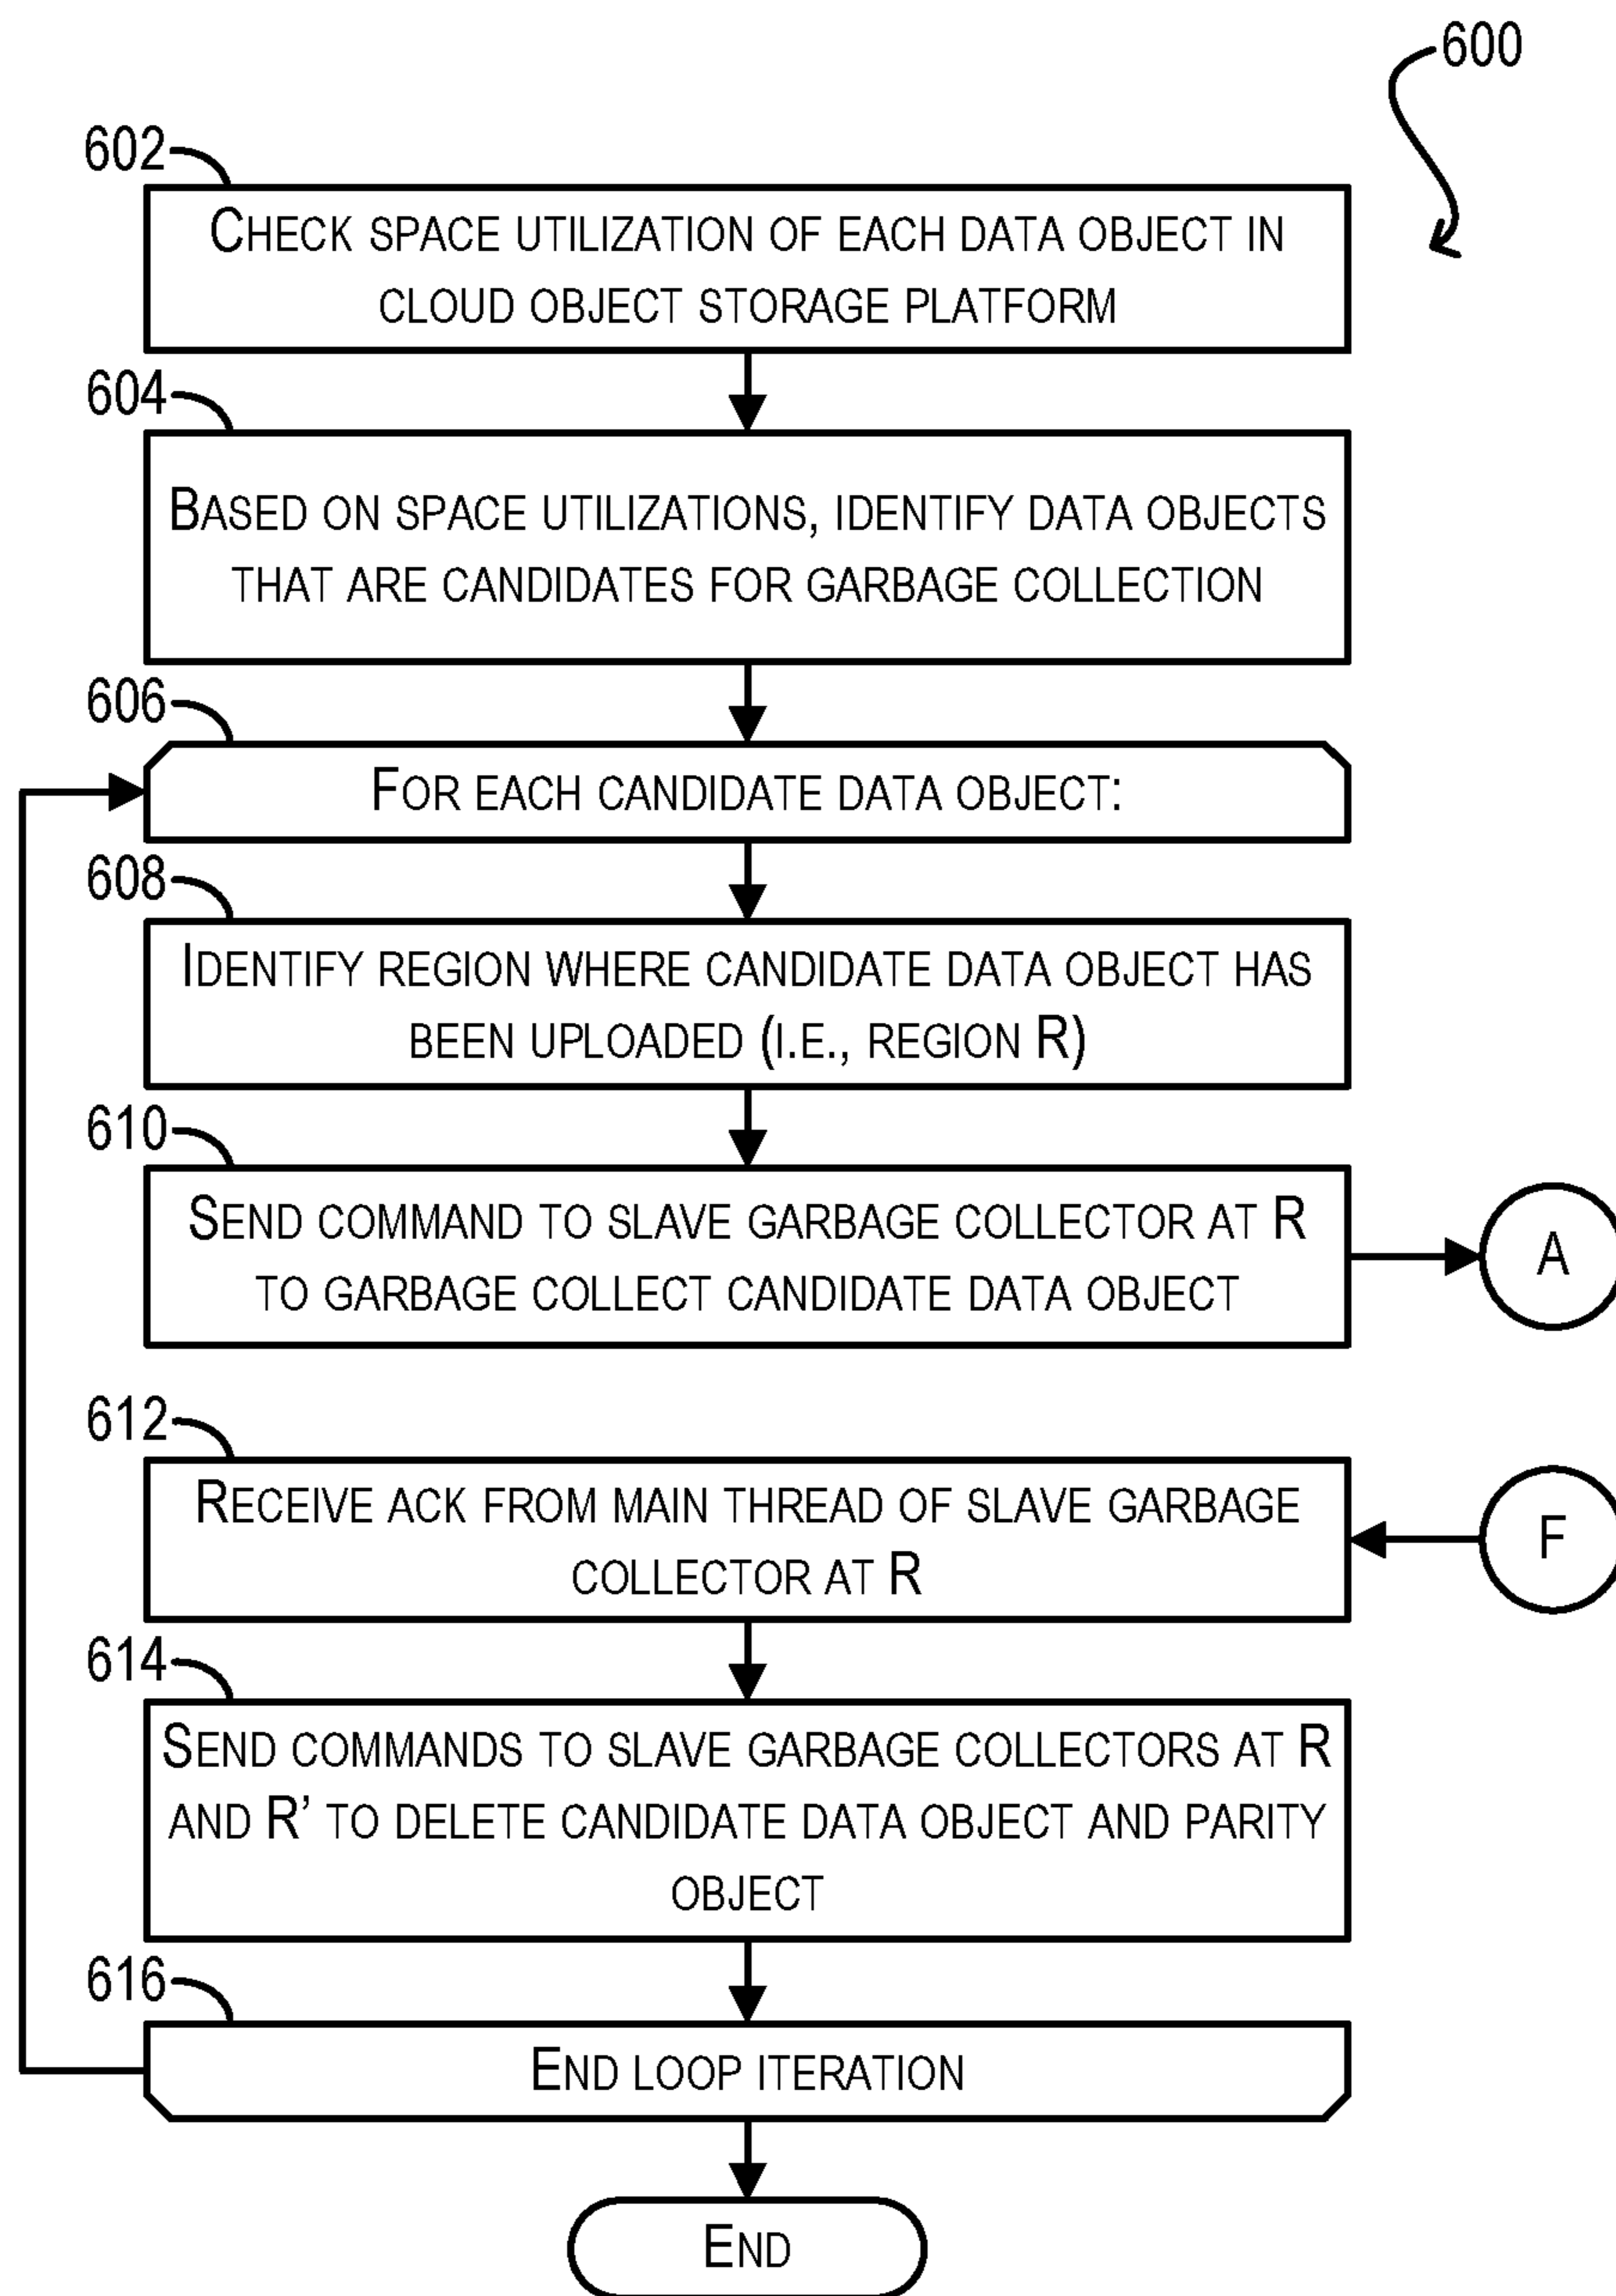 600
602
CHECK SPACE UTILIZATION OF EACH DATA OBJECT IN
CLOUD OBJECT STORAGE PLATFORM
604
BASED ON SPACE UTILIZATIONS, IDENTIFY DATA OBJECTS
THAT ARE CANDIDATES FOR GARBAGE COLLECTION
606
FOR EACH CANDIDATE DATA OBJECT:
608
IDENTIFY REGION WHERE CANDIDATE DATA OBJECT HAS
BEEN UPLOADED (I.E., REGION R)
610
SEND COMMAND TO SLAVE GARBAGE COLLECTOR AT R
TO GARBAGE COLLECT CANDIDATE DATA OBJECT
A
612
RECEIVE ACK FROM MAIN THREAD OF SLAVE GARBAGE
COLLECTOR AT R
F
614
SEND COMMANDS TO SLAVE GARBAGE COLLECTORS AT R
AND R' TO DELETE CANDIDATE DATA OBJECT AND PARITY
OBJECT
616
END LOOP ITERATION
END